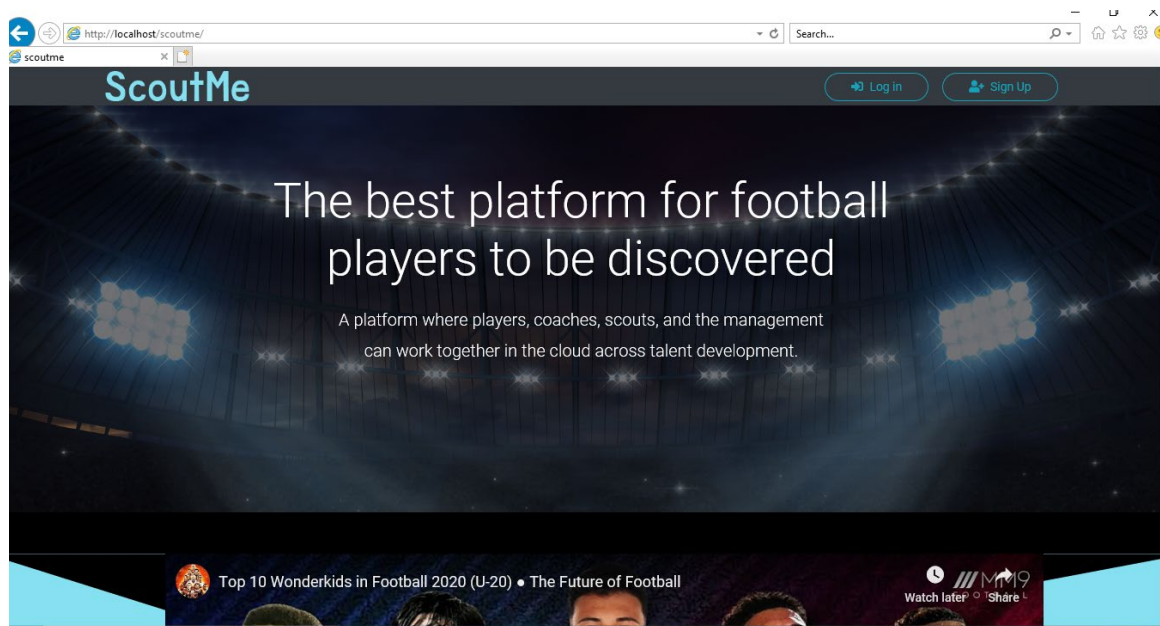 http://localhost/scoutme/
Search...
scoutme
ScoutMe
Log in
Sign Up
The best platform for football
players to be discovered
A platform where players, coaches, scouts, and the management
can work together in the cloud across talent development.
Top 10 Wonderkids in Football 2020 (U-20) ● The Future of Football
MM9
FOOTBALL
Watch later
Share